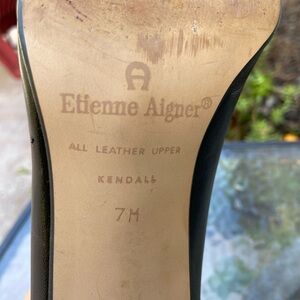 Etienne Aigner®
ALL LEATHER UPPER
KENDALL
7M